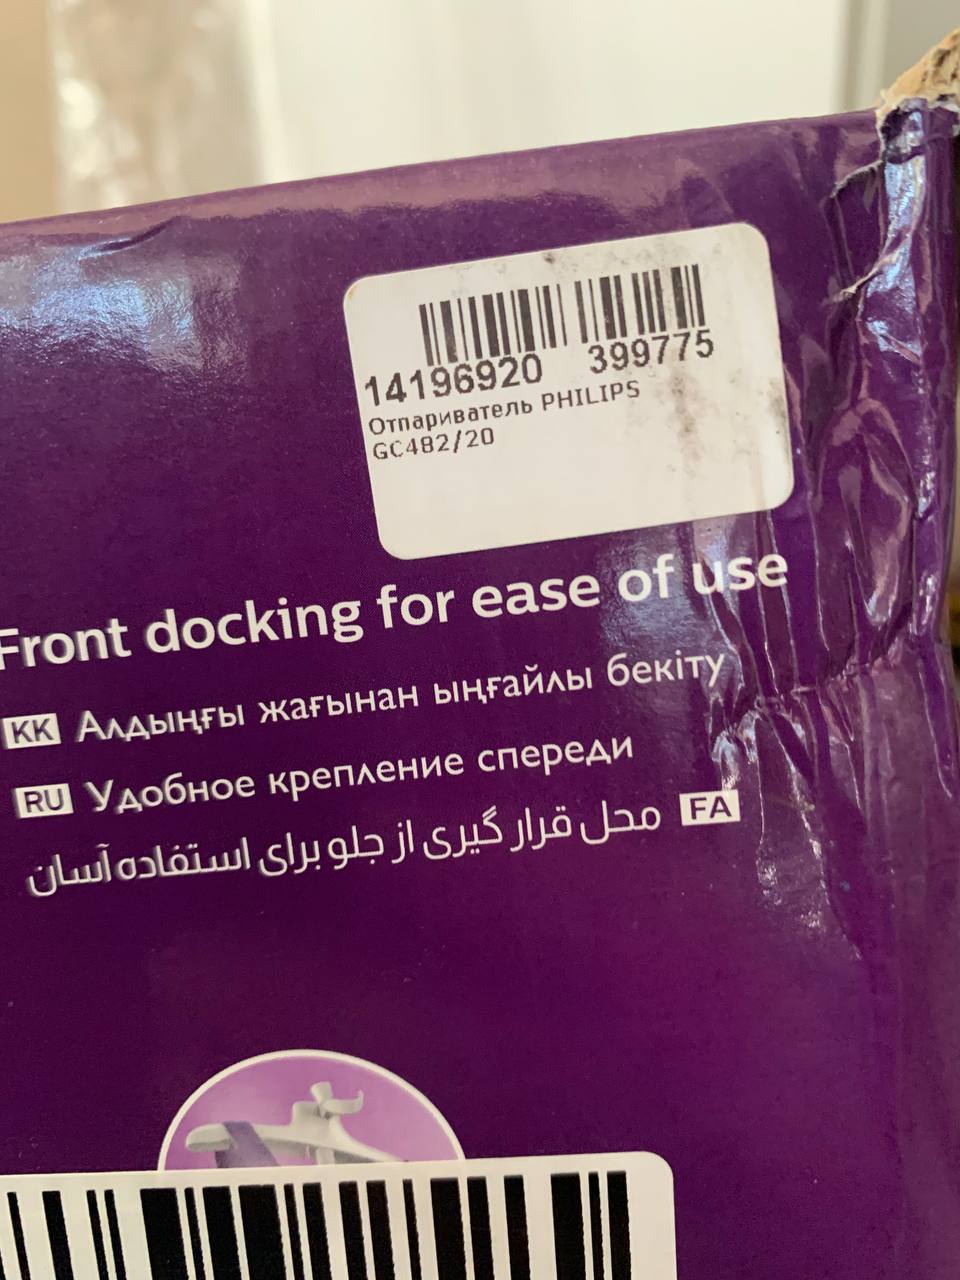 14196920 399775
Отпариватель PHILIPS
GC482/20
Front docking for ease of use
KK Алдыңғы жағынан ыңғайлы бекіту
RU Удобное крепление спереди
FA محل قرار گیری از جلو برای استفاده آسان